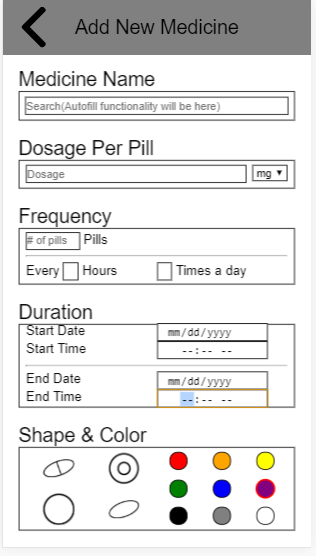 Add New Medicine
Medicine Name
Search(Autofill functionality will be here)
Dosage Per Pill
Dosage mg
Frequency
# of pills Pills
Every Hours Times a day
Duration
Start Date mm/dd/yyyy
Start Time --:-- --
End Date mm/dd/yyyy
End Time --:-- --
Shape & Color